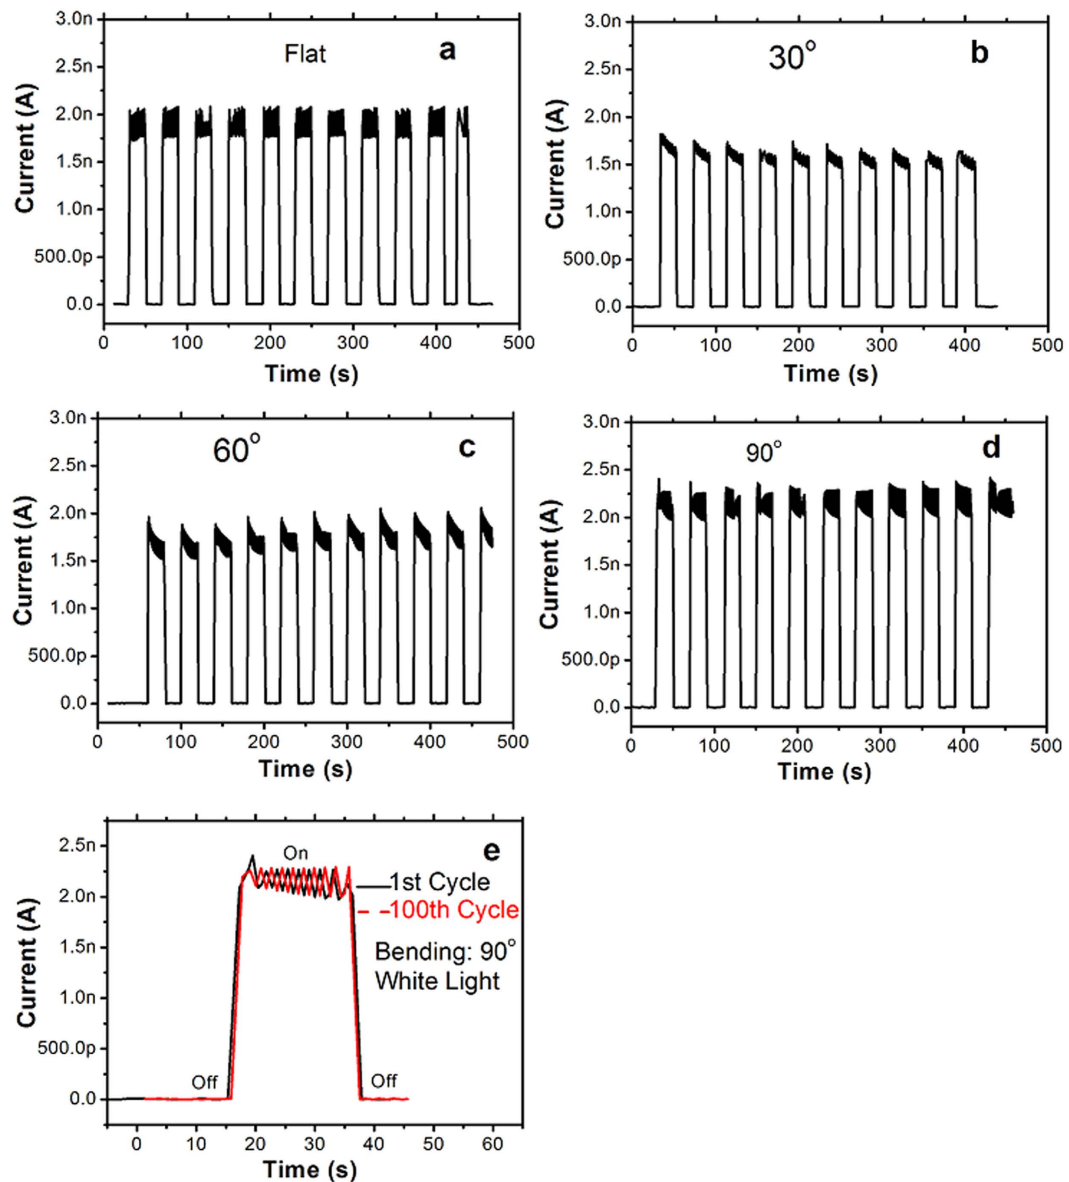 Flat
a
3.0n
2.5n
2.0n
1.5n
1.0n
500.0p
0.0
Current (A)
0 100 200 300 400 500
Time (s)
30°
b
3.0n
2.5n
2.0n
1.5n
1.0n
500.0p
0.0
Current (A)
0 100 200 300 400 500
Time (s)
60°
c
3.0n
2.5n
2.0n
1.5n
1.0n
500.0p
0.0
Current (A)
0 100 200 300 400 500
Time (s)
90°
d
3.0n
2.5n
2.0n
1.5n
1.0n
500.0p
0.0
Current (A)
0 100 200 300 400 500
Time (s)
e
2.5n
2.0n
1.5n
1.0n
500.0p
0.0
Current (A)
On
1st Cycle
100th Cycle
Bending: 90°
White Light
Off
Off
0 10 20 30 40 50 60
Time (s)